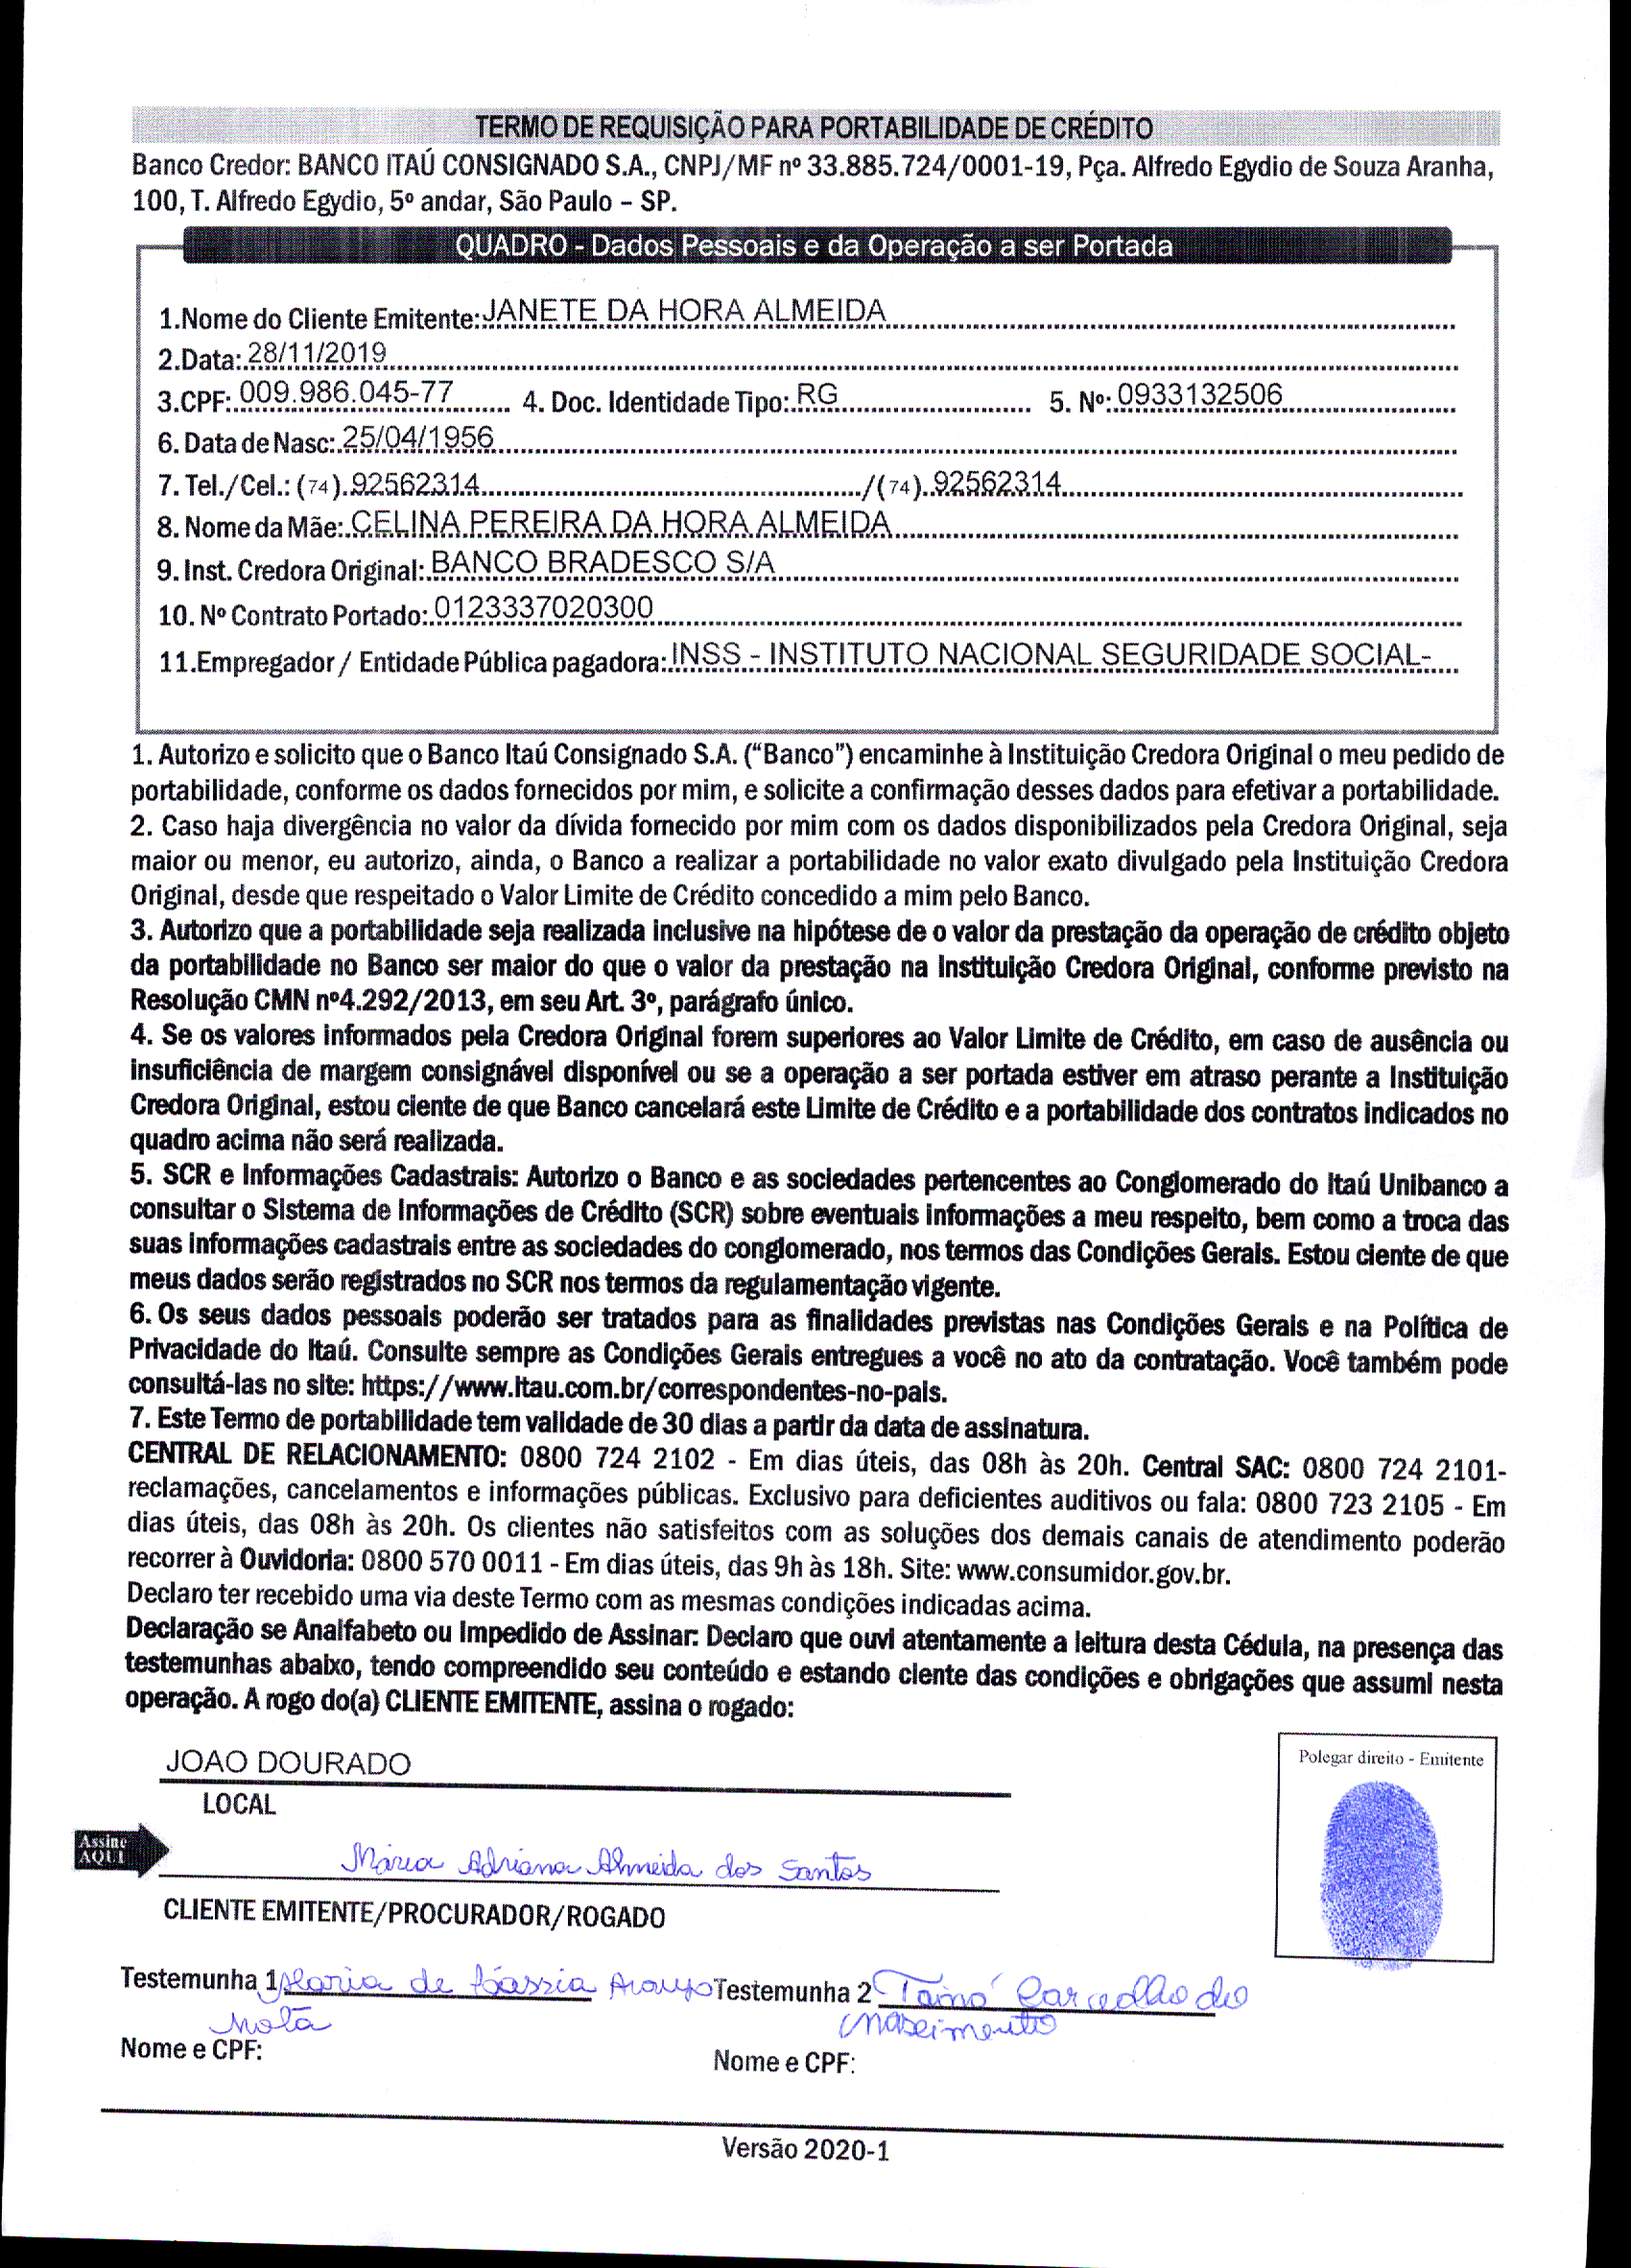 TERMO DE REQUISIÇÃO PARA PORTABILIDADE DE CRÉDITO
Banco Credor: BANCO ITAÚ CONSIGNADO S.A., CNPJ/MF nº 33.885.724/0001-19, Pça. Alfredo Egydio de Souza Aranha,
100, T. Alfredo Egydio, 5º andar, São Paulo – SP.
QUADRO - Dados Pessoais e da Operação a ser Portada
1.Nome do Cliente Emitente: JANETE DA HORA ALMEIDA
2.Data: 28/11/2019
3.CPF: 009.986.045-77 4. Doc. Identidade Tipo: RG 5. Nº: 0933132506
6. Data de Nasc: 25/04/1956
7. Tel./Cel.: (74) 92562314 /(74) 92562314
8. Nome da Mãe: CELINA PEREIRA DA HORA ALMEIDA
9. Inst. Credora Original: BANCO BRADESCO S/A
10. Nº Contrato Portado: 0123337020300
11.Empregador / Entidade Pública pagadora: INSS - INSTITUTO NACIONAL SEGURIDADE SOCIAL-
1. Autorizo e solicito que o Banco Itaú Consignado S.A. (“Banco”) encaminhe à Instituição Credora Original o meu pedido de
portabilidade, conforme os dados fornecidos por mim, e solicite a confirmação desses dados para efetivar a portabilidade.
2. Caso haja divergência no valor da dívida fornecido por mim com os dados disponibilizados pela Credora Original, seja
maior ou menor, eu autorizo, ainda, o Banco a realizar a portabilidade no valor exato divulgado pela Instituição Credora
Original, desde que respeitado o Valor Limite de Crédito concedido a mim pelo Banco.
3. Autorizo que a portabilidade seja realizada inclusive na hipótese de o valor da prestação da operação de crédito objeto
da portabilidade no Banco ser maior do que o valor da prestação na Instituição Credora Original, conforme previsto na
Resolução CMN nº4.292/2013, em seu Art. 3º, parágrafo único.
4. Se os valores informados pela Credora Original forem superiores ao Valor Limite de Crédito, em caso de ausência ou
insuficiência de margem consignável disponível ou se a operação a ser portada estiver em atraso perante a Instituição
Credora Original, estou ciente de que Banco cancelará este Limite de Crédito e a portabilidade dos contratos indicados no
quadro acima não será realizada.
5. SCR e Informações Cadastrais: Autorizo o Banco e as sociedades pertencentes ao Conglomerado do Itaú Unibanco a
consultar o Sistema de Informações de Crédito (SCR) sobre eventuais informações a meu respeito, bem como a troca das
suas informações cadastrais entre as sociedades do conglomerado, nos termos das Condições Gerais. Estou ciente de que
meus dados serão registrados no SCR nos termos da regulamentação vigente.
6. Os seus dados pessoais poderão ser tratados para as finalidades previstas nas Condições Gerais e na Política de
Privacidade do Itaú. Consulte sempre as Condições Gerais entregues a você no ato da contratação. Você também pode
consultá-las no site: https://www.itau.com.br/correspondentes-no-pais.
7. Este Termo de portabilidade tem validade de 30 dias a partir da data de assinatura.
CENTRAL DE RELACIONAMENTO: 0800 724 2102 - Em dias úteis, das 08h às 20h. Central SAC: 0800 724 2101-
reclamações, cancelamentos e informações públicas. Exclusivo para deficientes auditivos ou fala: 0800 723 2105 - Em
dias úteis, das 08h às 20h. Os clientes não satisfeitos com as soluções dos demais canais de atendimento poderão
recorrer à Ouvidoria: 0800 570 0011 - Em dias úteis, das 9h às 18h. Site: www.consumidor.gov.br.
Declaro ter recebido uma via deste Termo com as mesmas condições indicadas acima.
Declaração se Analfabeto ou Impedido de Assinar: Declaro que ouvi atentamente a leitura desta Cédula, na presença das
testemunhas abaixo, tendo compreendido seu conteúdo e estando ciente das condições e obrigações que assumi nesta
operação. A rogo do(a) CLIENTE EMITENTE, assina o rogado:
Polegar direito - Emitente
JOAO DOURADO
LOCAL
Assine
AQUI
Maria Adriana Almeida dos Santos
CLIENTE EMITENTE/PROCURADOR/ROGADO
Testemunha 1 Maria de Cássia Araujo Testemunha 2 Carvalho do
Mota nascimento
Nome e CPF: Nome e CPF:
Versão 2020-1